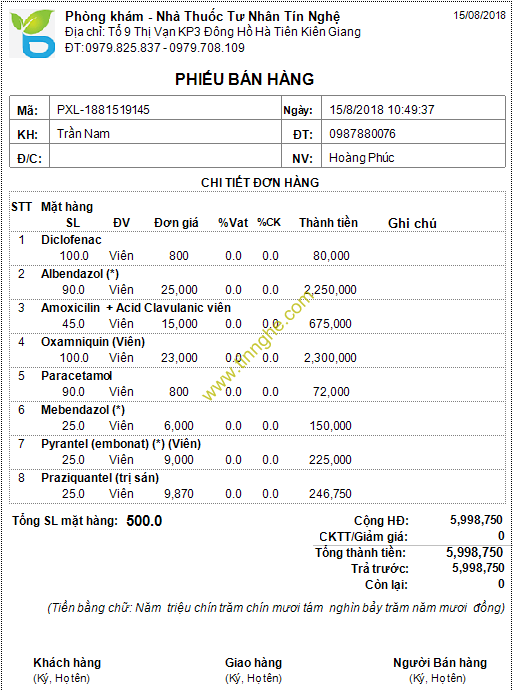 Phòng khám - Nhà Thuốc Tư Nhân Tín Nghệ 15/08/2018
Địa chỉ: Tổ 9 Thị Vạn KP3 Đông Hồ Hà Tiên Kiên Giang
ĐT: 0979.825.837 - 0979.708.109
PHIẾU BÁN HÀNG
Mã: PXL-1881519145 Ngày: 15/8/2018 10:49:37
KH: Trần Nam ĐT: 0987880076
Đ/C: NV: Hoàng Phúc
CHI TIẾT ĐƠN HÀNG
STT Mặt hàng
SL ĐV Đơn giá %Vat %CK Thành tiền Ghi chú
1 Diclofenac
100.0 Viên 800 0.0 0.0 80,000
2 Albendazol (*)
90.0 Viên 25,000 0.0 0.0 2,250,000
3 Amoxicilin + Acid Clavulanic viên
45.0 Viên 15,000 0.0 0.0 675,000
4 Oxamniquin (Viên)
100.0 Viên 23,000 0.0 0.0 2,300,000
5 Paracetamol
90.0 Viên 800 0.0 0.0 72,000
6 Mebendazol (*)
25.0 Viên 6,000 0.0 0.0 150,000
7 Pyrantel (embonat) (*) (Viên)
25.0 Viên 9,000 0.0 0.0 225,000
8 Praziquantel (trị sán)
25.0 Viên 9,870 0.0 0.0 246,750
www.tinnghe.com
Tổng SL mặt hàng: 500.0 Cộng HĐ: 5,998,750
CKTT/Giảm giá: 0
Tổng thành tiền: 5,998,750
Trả trước: 5,998,750
Còn lại: 0
(Tiền bằng chữ: Năm triệu chín trăm chín mươi tám nghìn bảy trăm năm mươi đồng)
Khách hàng Giao hàng Người Bán hàng
(Ký, Họ tên) (Ký, Họ tên) (Ký, Họ tên)